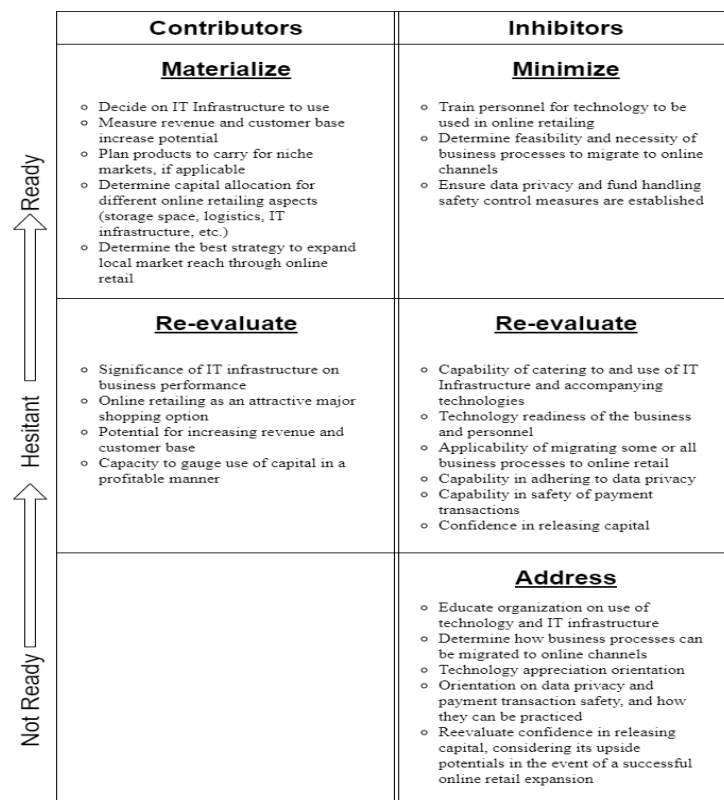 Contributors
Inhibitors
Materialize
Decide on IT Infrastructure to use
Measure revenue and customer base
increase potential
Plan products to carry for niche
markets, if applicable
Determine capital allocation for
different online retailing aspects
(storage space, logistics, IT
infrastructure, etc.)
Determine the best strategy to expand
local market reach through online
retail
Minimize
Train personnel for technology to be
used in online retailing
Determine feasibility and necessity of
business processes to migrate to online
channels
Ensure data privacy and fund handling
safety control measures are established
Ready
Re-evaluate
Significance of IT infrastructure on
business performance
Online retailing as an attractive major
shopping option
Potential for increasing revenue and
customer base
Capacity to gauge use of capital in a
profitable manner
Re-evaluate
Capability of catering to and use of IT
Infrastructure and accompanying
technologies
Technology readiness of the business
and personnel
Applicability of migrating some or all
business processes to online retail
Capability in adhering to data privacy
Capability in safety of payment
transactions
Confidence in releasing capital
Hesitant
Address
Educate organization on use of
technology and IT infrastructure
Determine how business processes can
be migrated to online channels
Technology appreciation orientation
Orientation on data privacy and
payment transaction safety, and how
they can be practiced
Reevaluate confidence in releasing
capital, considering its upside
potentials in the event of a successful
online retail expansion
Not Ready